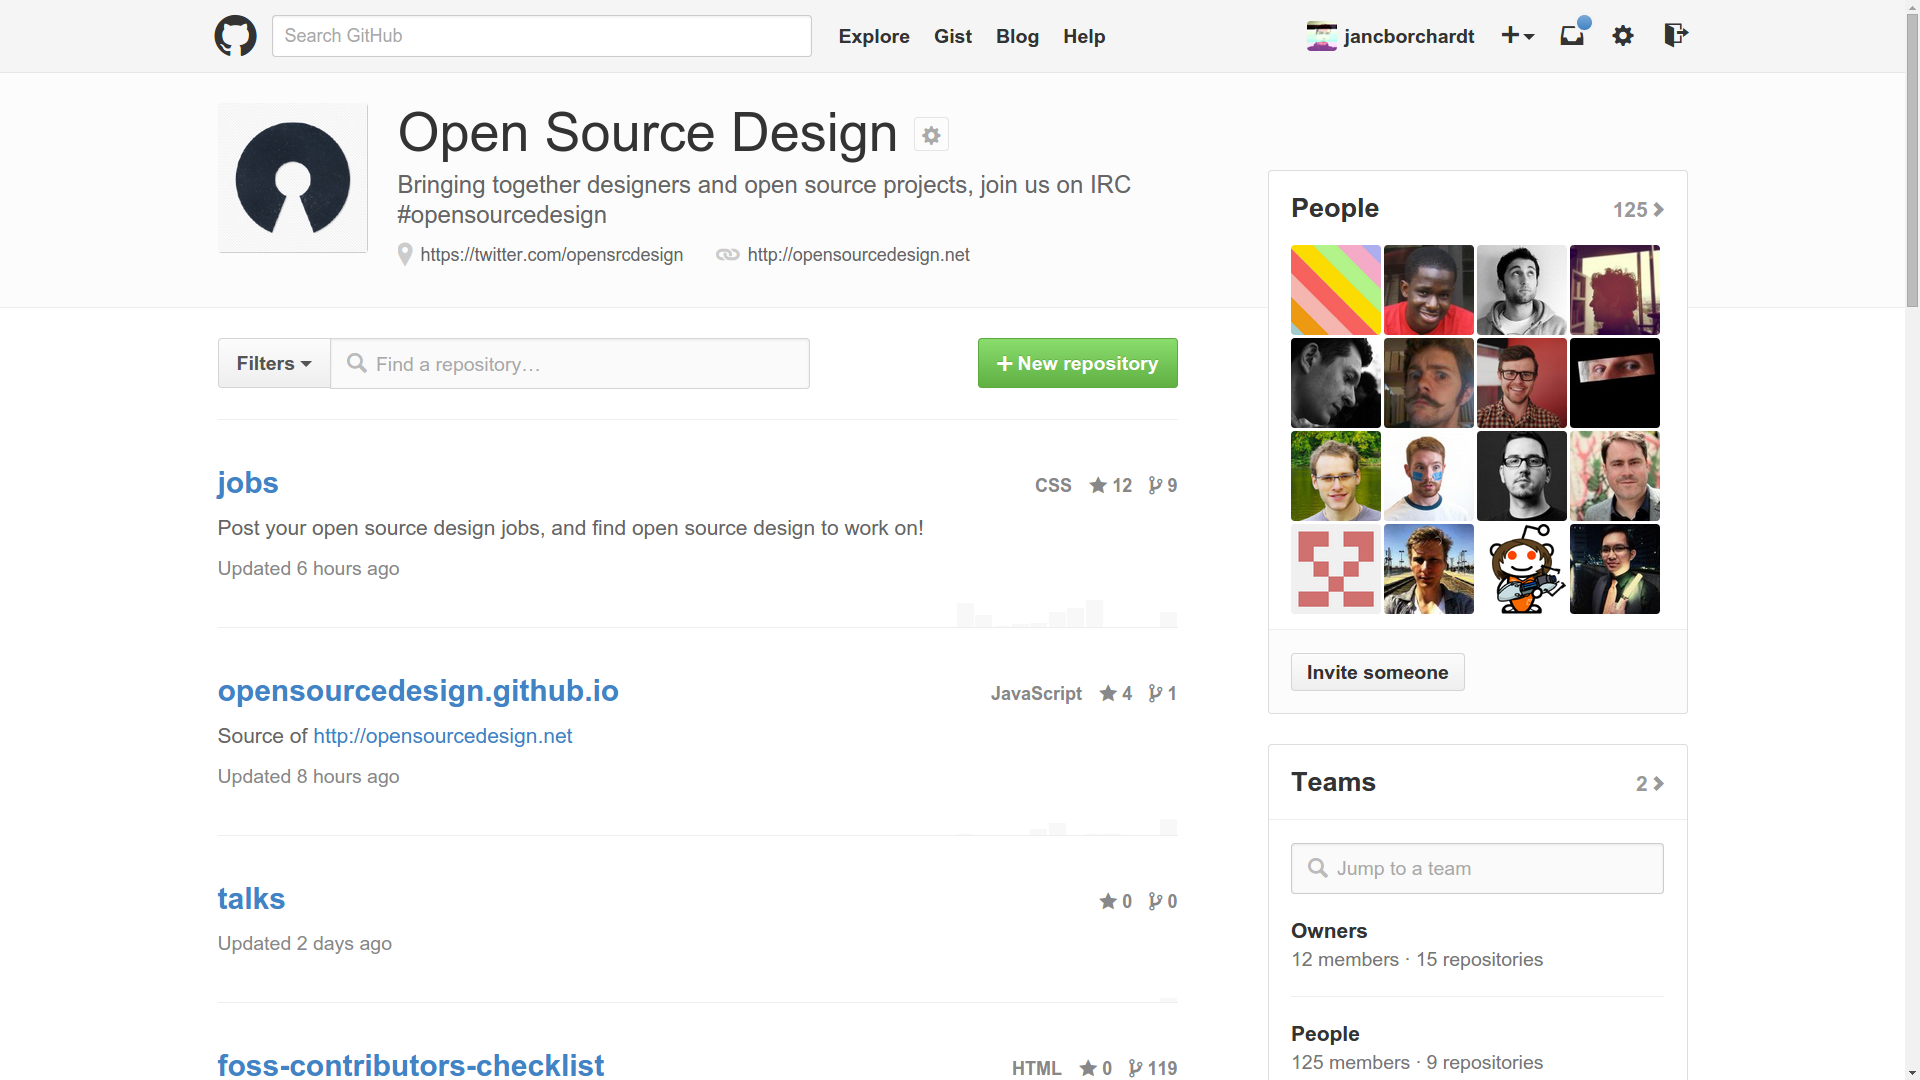 Search GitHub
Explore Gist Blog Help
jancborchardt
Open Source Design
Bringing together designers and open source projects, join us on IRC
#opensourcedesign
https://twitter.com/opensrcdesign http://opensourcedesign.net
Filters Find a repository…
+ New repository
jobs
CSS 12 9
Post your open source design jobs, and find open source design to work on!
Updated 6 hours ago
opensourcedesign.github.io
JavaScript 4 1
Source of http://opensourcedesign.net
Updated 8 hours ago
talks
0 0
Updated 2 days ago
foss-contributors-checklist
HTML 0 119
People 125
Invite someone
Teams 2
Jump to a team
Owners
12 members · 15 repositories
People
125 members · 9 repositories